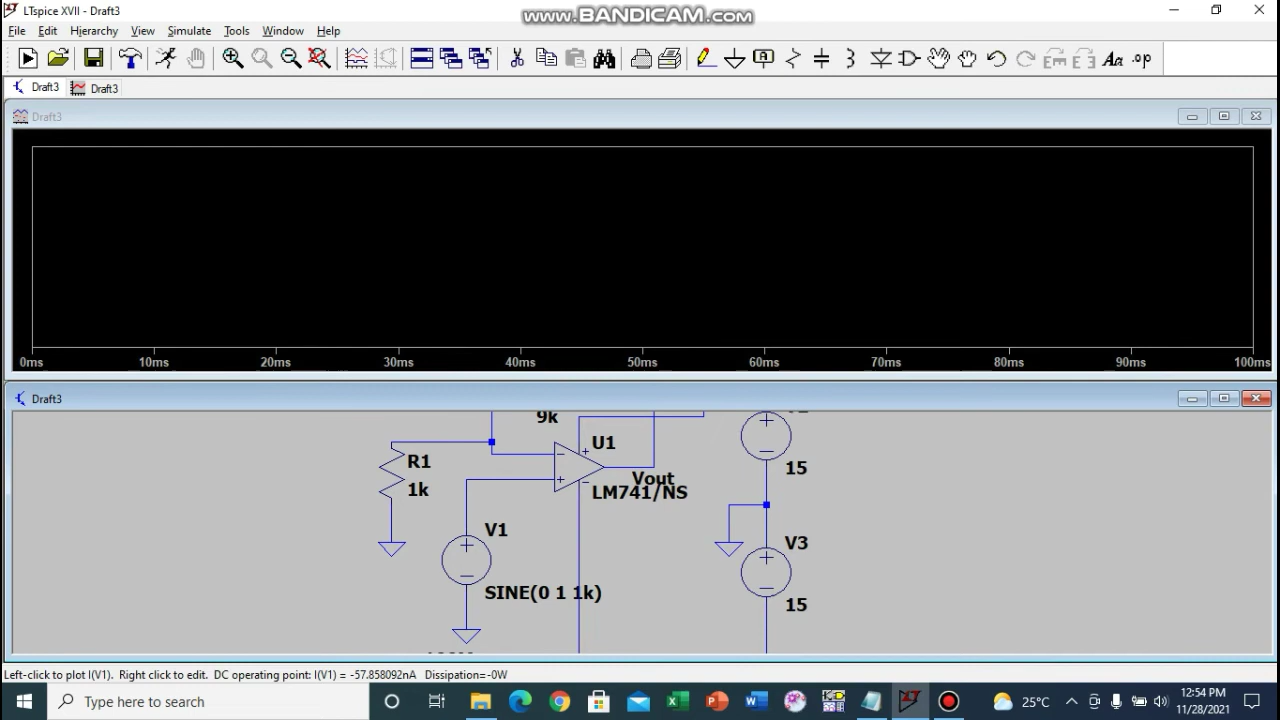 LTspice XVII - Draft3
www.BANDICAM.com
File Edit Hierarchy View Simulate Tools Window Help
Aa .op
Draft3 Draft3
Draft3
0ms 10ms 20ms 30ms 40ms 50ms 60ms 70ms 80ms 90ms 100ms
Draft3
9k
U1
R1
1k
Vout
LM741/NS
15
V1
V3
SINE(0 1 1k)
15
Left-click to plot I(V1). Right click to edit. DC operating point: I(V1) = -57.858092nA Dissipation=-0W
Type here to search
25°C
12:54 PM
11/28/2021